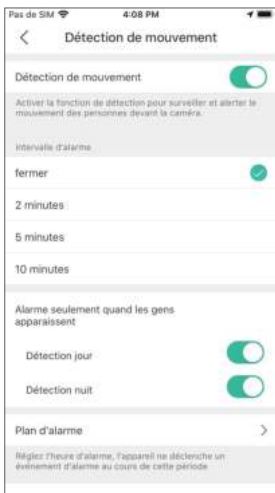 Pas de SIM 4:08 PM
Détection de mouvement
Détection de mouvement
Activer la fonction de détection pour surveiller et alerter le
mouvement des personnes devant la caméra.
intervalle d'alarme
fermer
2 minutes
5 minutes
10 minutes
Alarme seulement quand les gens
apparaissent
Détection jour
Détection nuit
Plan d'alarme
Réglez l'heure d'alarme, l'appareil ne déclenche un
événement d'alarme au cours de cette période